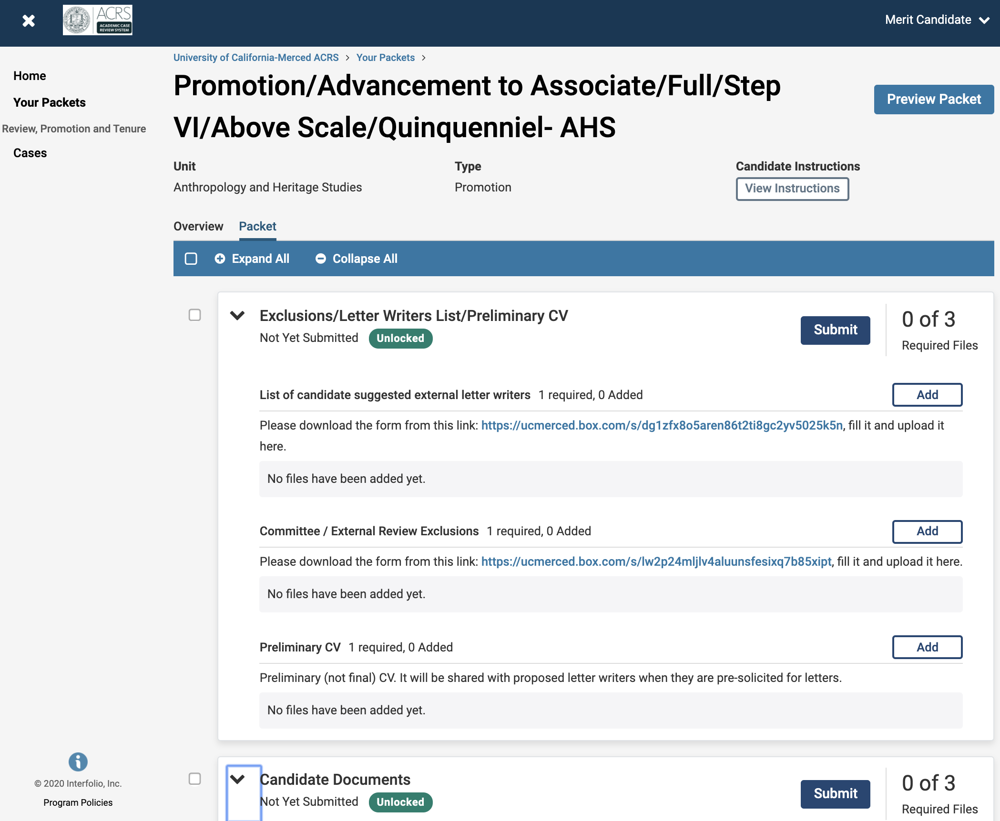 ACRS
ACADEMIC CASE
REVIEW SYSTEM
Merit Candidate
Home
Your Packets
Review, Promotion and Tenure
Cases
University of California-Merced ACRS > Your Packets >
Promotion/Advancement to Associate/Full/Step
VI/Above Scale/Quinquenniel- AHS
Preview Packet
Unit
Anthropology and Heritage Studies
Type
Promotion
Candidate Instructions
View Instructions
Overview Packet
Expand All Collapse All
Exclusions/Letter Writers List/Preliminary CV
Not Yet Submitted Unlocked
Submit
0 of 3
Required Files
List of candidate suggested external letter writers 1 required, 0 Added
Add
Please download the form from this link: https://ucmerced.box.com/s/dg1zfx8o5aren86t2ti8gc2yv5025k5n, fill it and upload it
here.
No files have been added yet.
Committee / External Review Exclusions 1 required, 0 Added
Add
Please download the form from this link: https://ucmerced.box.com/s/lw2p24mljlv4aluunsfesixq7b85xipt, fill it and upload it here.
No files have been added yet.
Preliminary CV 1 required, 0 Added
Add
Preliminary (not final) CV. It will be shared with proposed letter writers when they are pre-solicited for letters.
No files have been added yet.
Candidate Documents
Not Yet Submitted Unlocked
Submit
0 of 3
Required Files
© 2020 Interfolio, Inc.
Program Policies